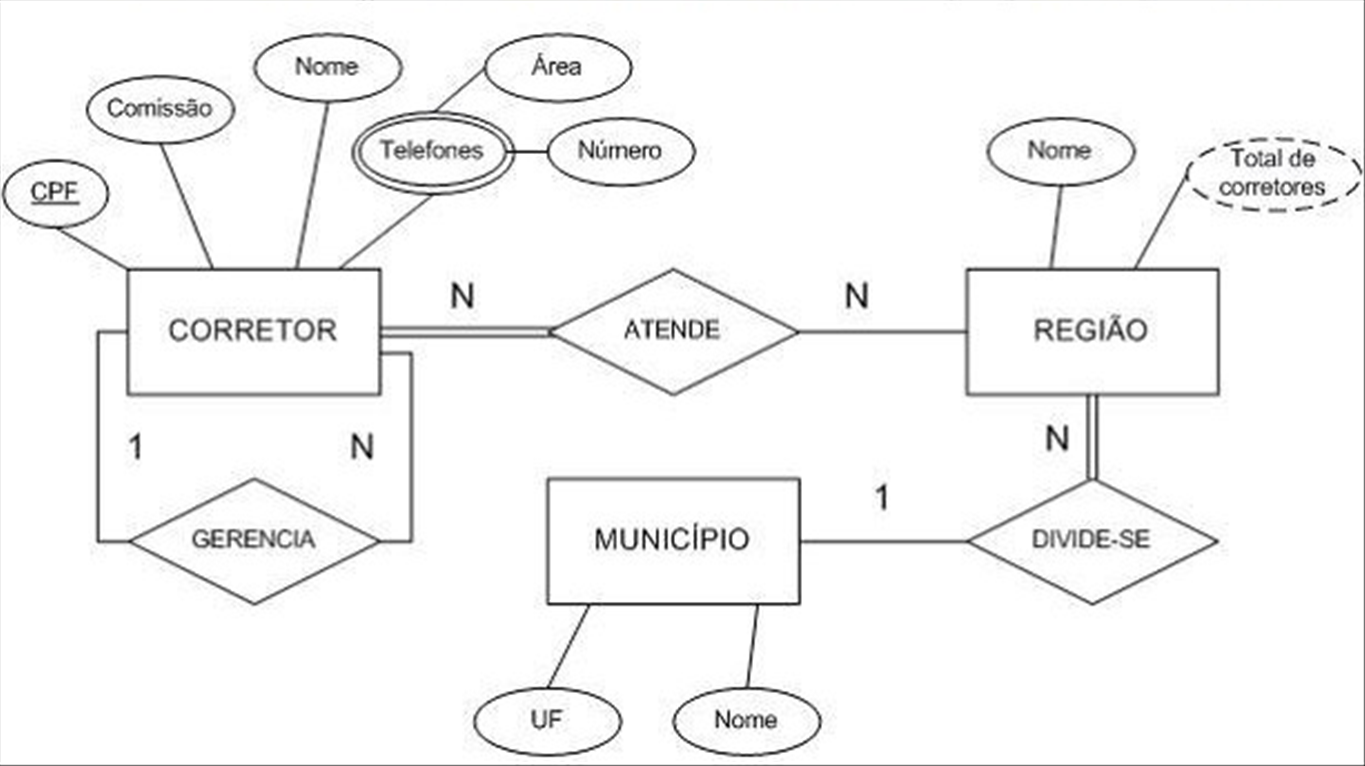 Nome
Área
Comissão
Telefones
Número
CPF
Nome
Total de
corretores
CORRETOR
N
ATENDE
N
REGIÃO
1
N
GERENCIA
MUNICÍPIO
1
N
DIVIDE-SE
UF
Nome